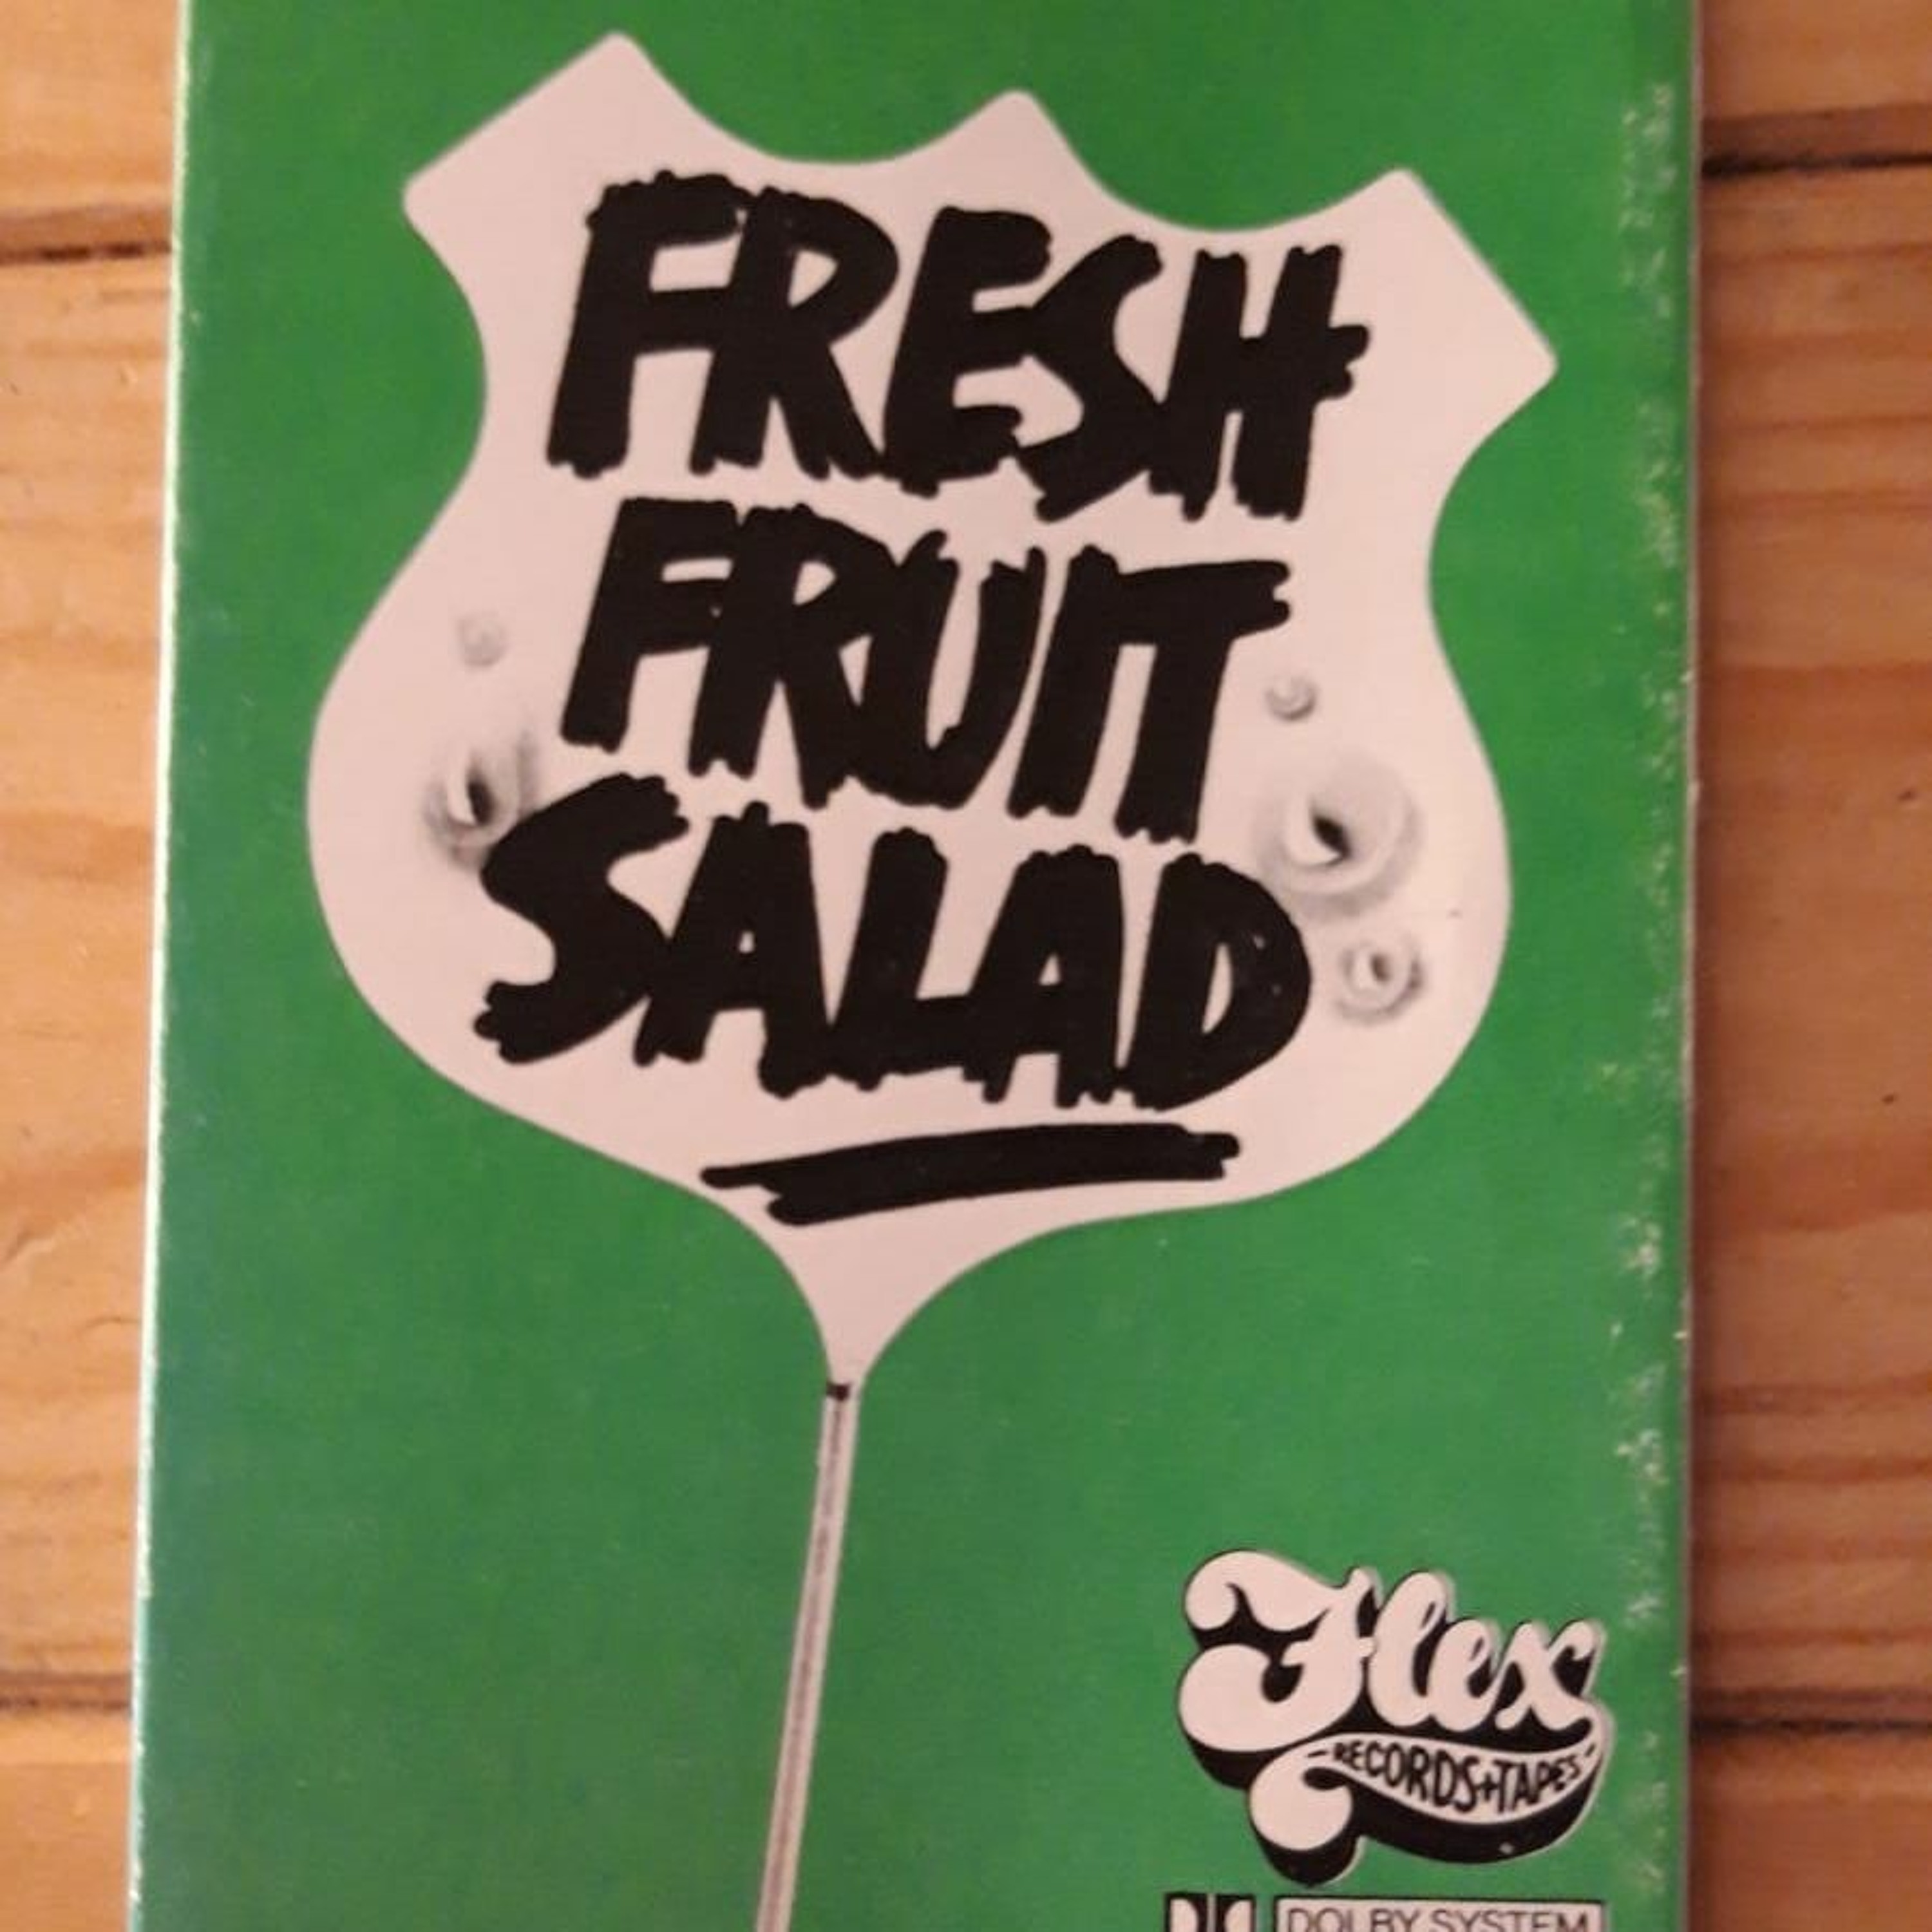 FRESH
FRUIT
SALAD
Flex
-RECORDS+TAPES-
DOLBY SYSTEM